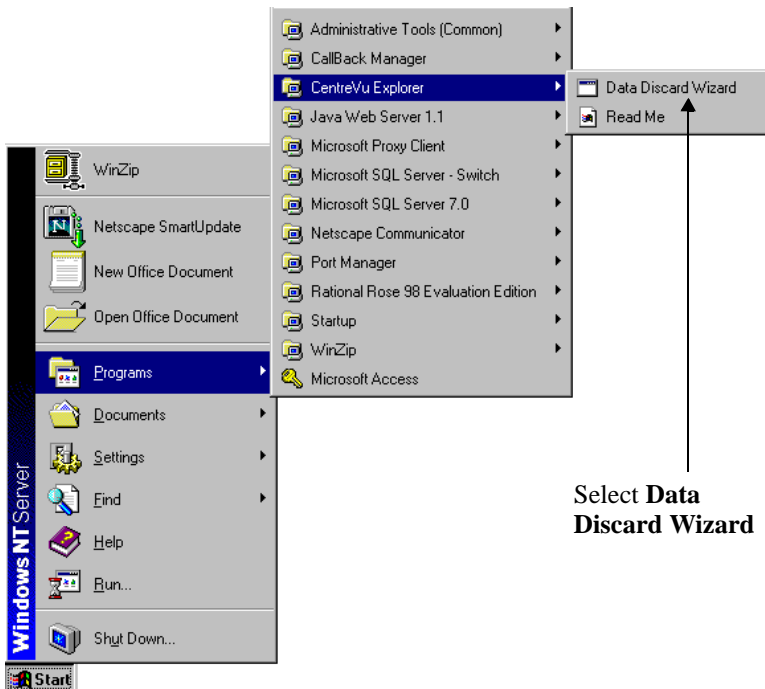 Administrative Tools (Common)
CallBack Manager
CentreVu Explorer
Java Web Server 1.1
Microsoft Proxy Client
Microsoft SQL Server - Switch
Microsoft SQL Server 7.0
Netscape Communicator
Port Manager
Rational Rose 98 Evaluation Edition
Startup
WinZip
Microsoft Access
Data Discard Wizard
Read Me
WinZip
Netscape SmartUpdate
New Office Document
Open Office Document
Programs
Documents
Settings
Find
Help
Run...
Shut Down...
Windows NT Server
Start
Select Data
Discard Wizard